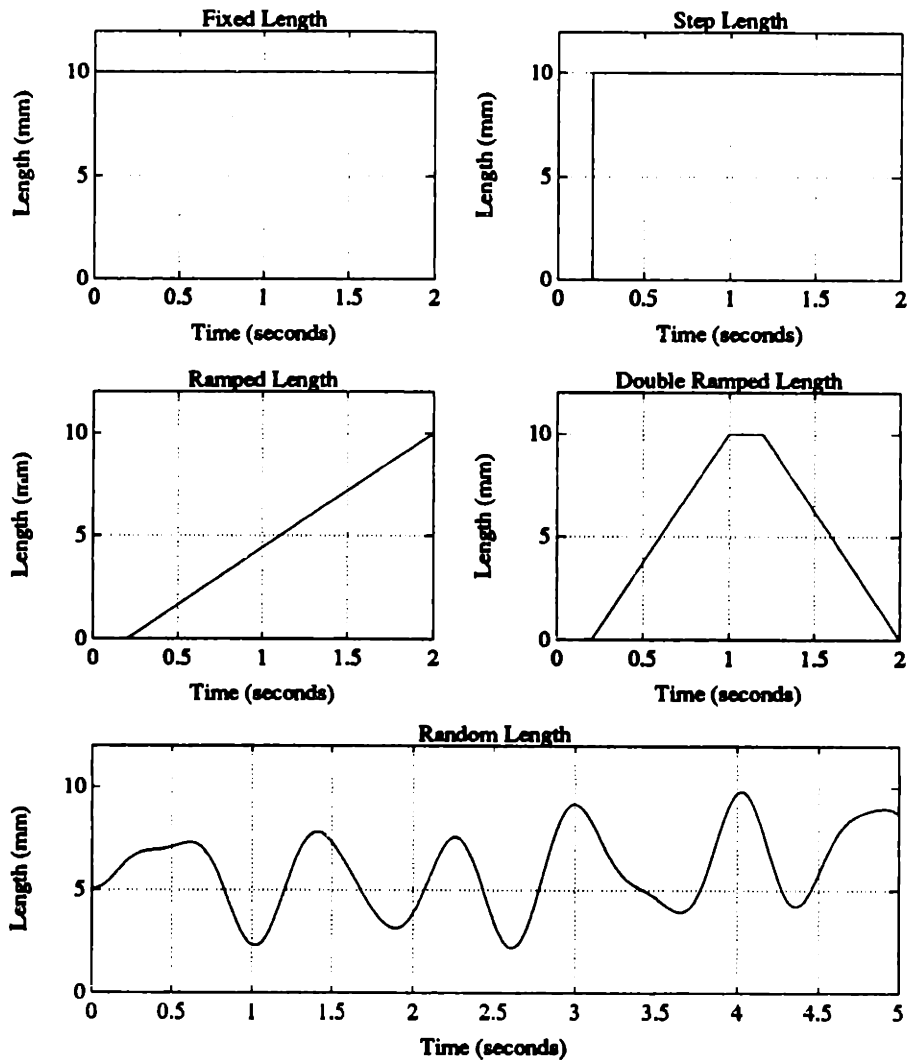 Fixed Length
Length (mm)
10
5
0
0 0.5 1 1.5 2
Time (seconds)
Step Length
Length (mm)
10
5
0
0 0.5 1 1.5 2
Time (seconds)
Ramped Length
Length (mm)
10
5
0
0 0.5 1 1.5 2
Time (seconds)
Double Ramped Length
Length (mm)
10
5
0
0 0.5 1 1.5 2
Time (seconds)
Random Length
Length (mm)
10
5
0
0 0.5 1 1.5 2 2.5 3 3.5 4 4.5 5
Time (seconds)